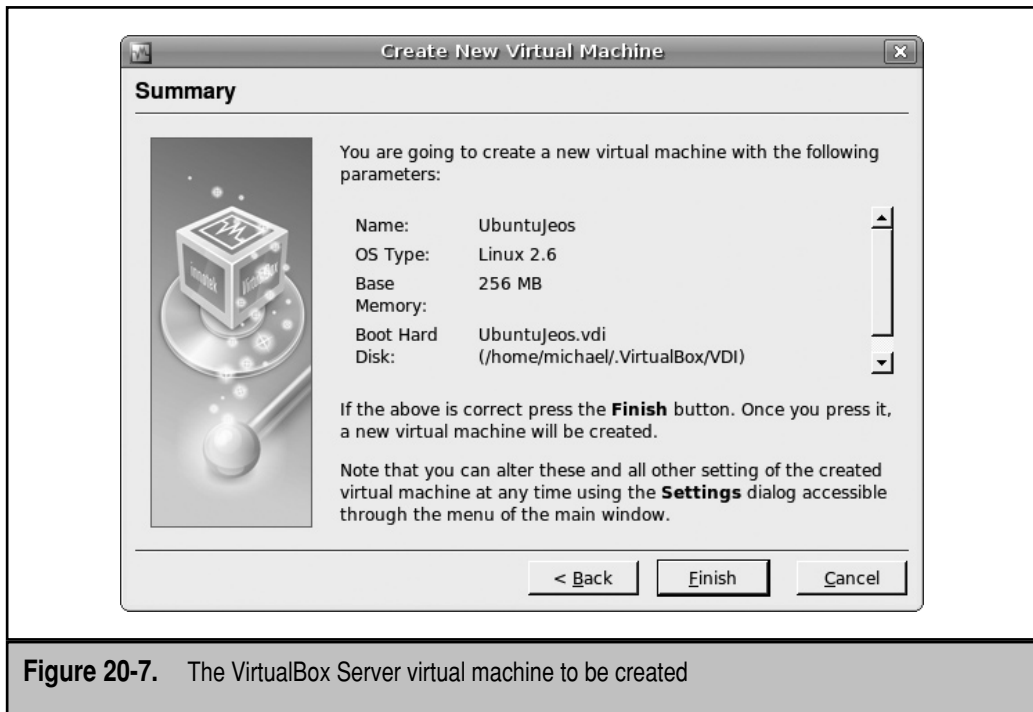 Create New Virtual Machine
Summary
You are going to create a new virtual machine with the following
parameters:
Name: UbuntuJeos
OS Type: Linux 2.6
Base
Memory: 256 MB
Boot Hard
Disk: UbuntuJeos.vdi
(/home/michael/.VirtualBox/VDI)
If the above is correct press the Finish button. Once you press it,
a new virtual machine will be created.
Note that you can alter these and all other setting of the created
virtual machine at any time using the Settings dialog accessible
through the menu of the main window.
innotek
< Back Finish Cancel
Figure 20-7. The VirtualBox Server virtual machine to be created